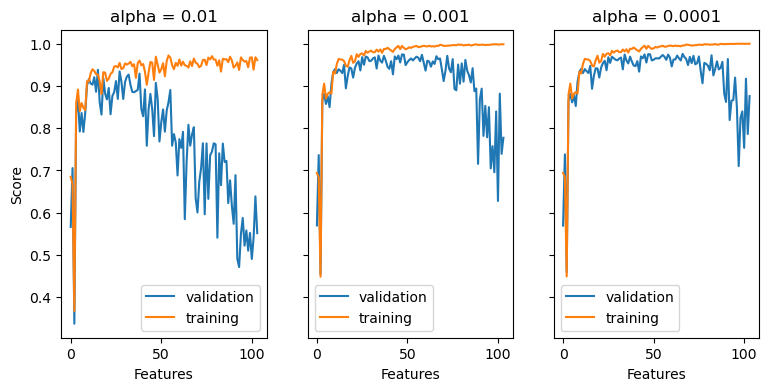 alpha = 0.01
alpha = 0.001
alpha = 0.0001
Score
1.0
0.9
0.8
0.7
0.6
0.5
0.4
validation
training
validation
training
validation
training
0 50 100
0 50 100
0 50 100
Features
Features
Features